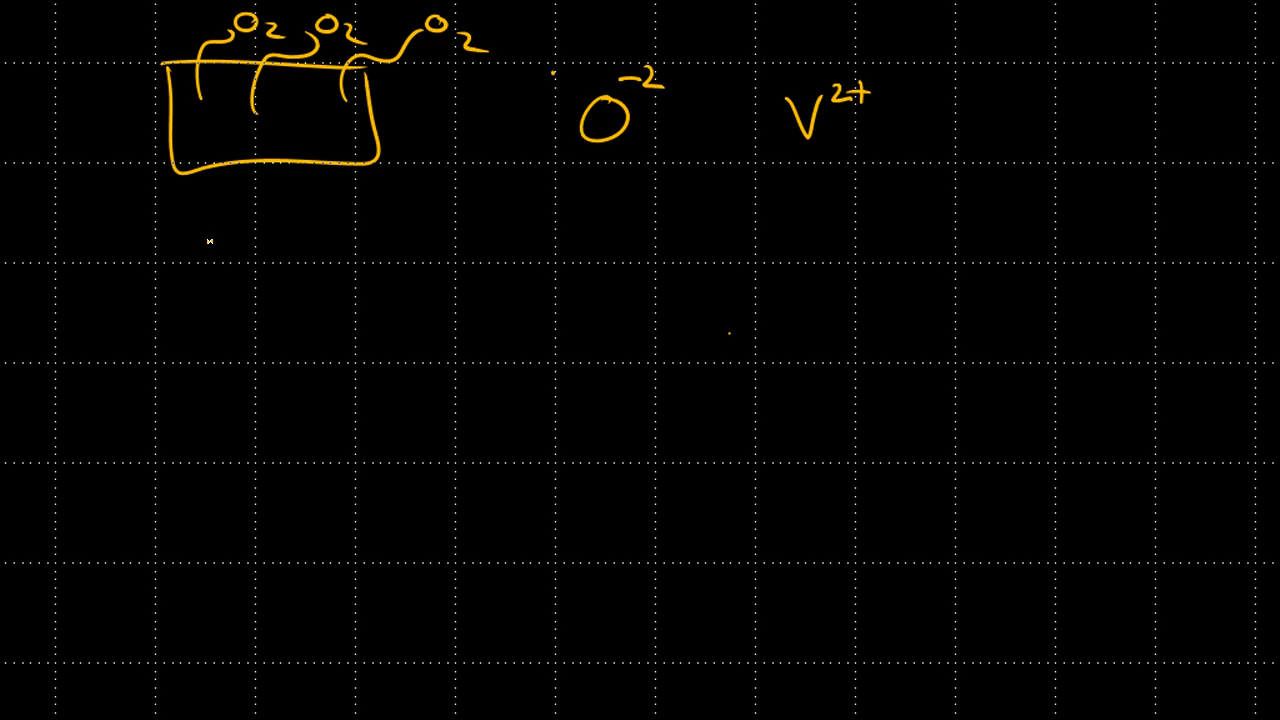 O₂ O₂ O₂
O⁻² V²⁺